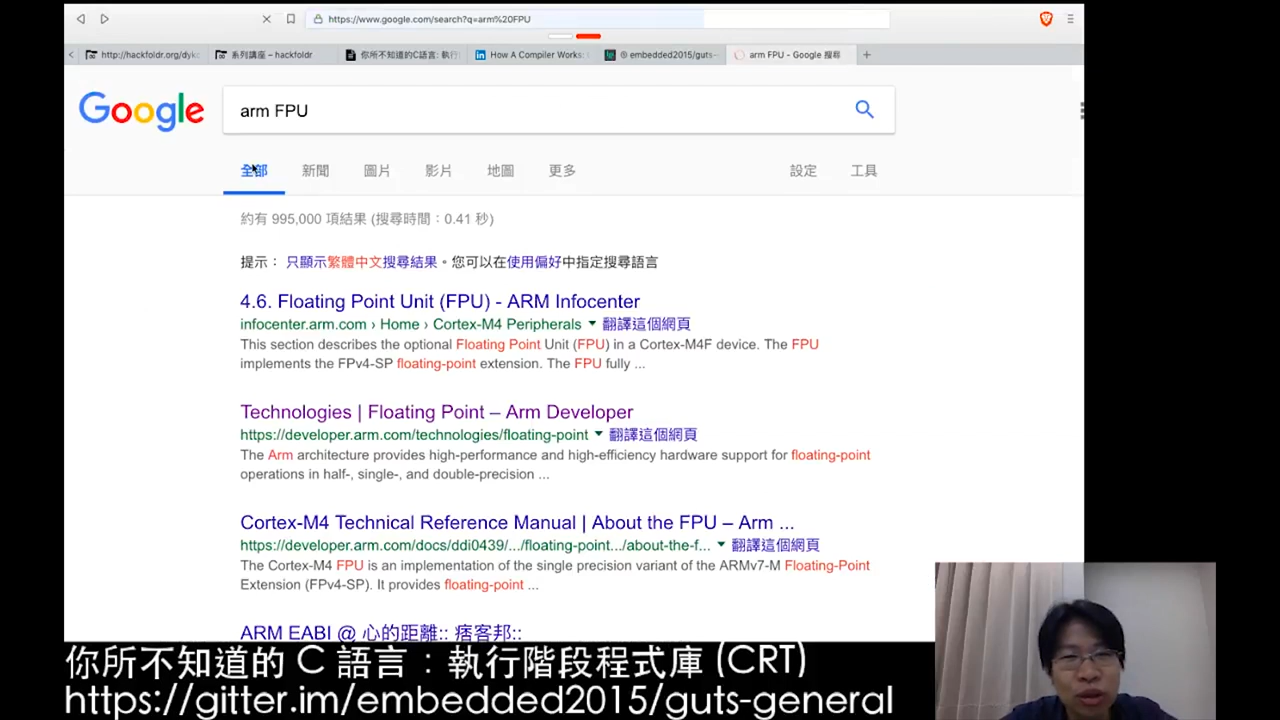 https://www.google.com/search?q=arm%20FPU
http://hackfoldr.org/dykc
系列講座 – hackfoldr
你所不知道的C語言: 執行
How A Compiler Works:
embedded2015/guts-
arm FPU - Google 搜尋
Google
arm FPU
全部 新聞 圖片 影片 地圖 更多 設定 工具
約有 995,000 項結果 (搜尋時間：0.41 秒)
提示： 只顯示繁體中文搜尋結果。您可以在使用偏好中指定搜尋語言
4.6. Floating Point Unit (FPU) - ARM Infocenter
infocenter.arm.com › Home › Cortex-M4 Peripherals ▼ 翻譯這個網頁
This section describes the optional Floating Point Unit (FPU) in a Cortex-M4F device. The FPU
implements the FPv4-SP floating-point extension. The FPU fully ...
Technologies | Floating Point – Arm Developer
https://developer.arm.com/technologies/floating-point ▼ 翻譯這個網頁
The Arm architecture provides high-performance and high-efficiency hardware support for floating-point
operations in half-, single-, and double-precision ...
Cortex-M4 Technical Reference Manual | About the FPU – Arm ...
https://developer.arm.com/docs/ddi0439/.../floating-point.../about-the-f... ▼ 翻譯這個網頁
The Cortex-M4 FPU is an implementation of the single precision variant of the ARMv7-M Floating-Point
Extension (FPv4-SP). It provides floating-point ...
ARM EABI @ 心的距離:: 痞客邦::
你所不知道的 C 語言：執行階段程式庫 (CRT)
https://gitter.im/embedded2015/guts-general